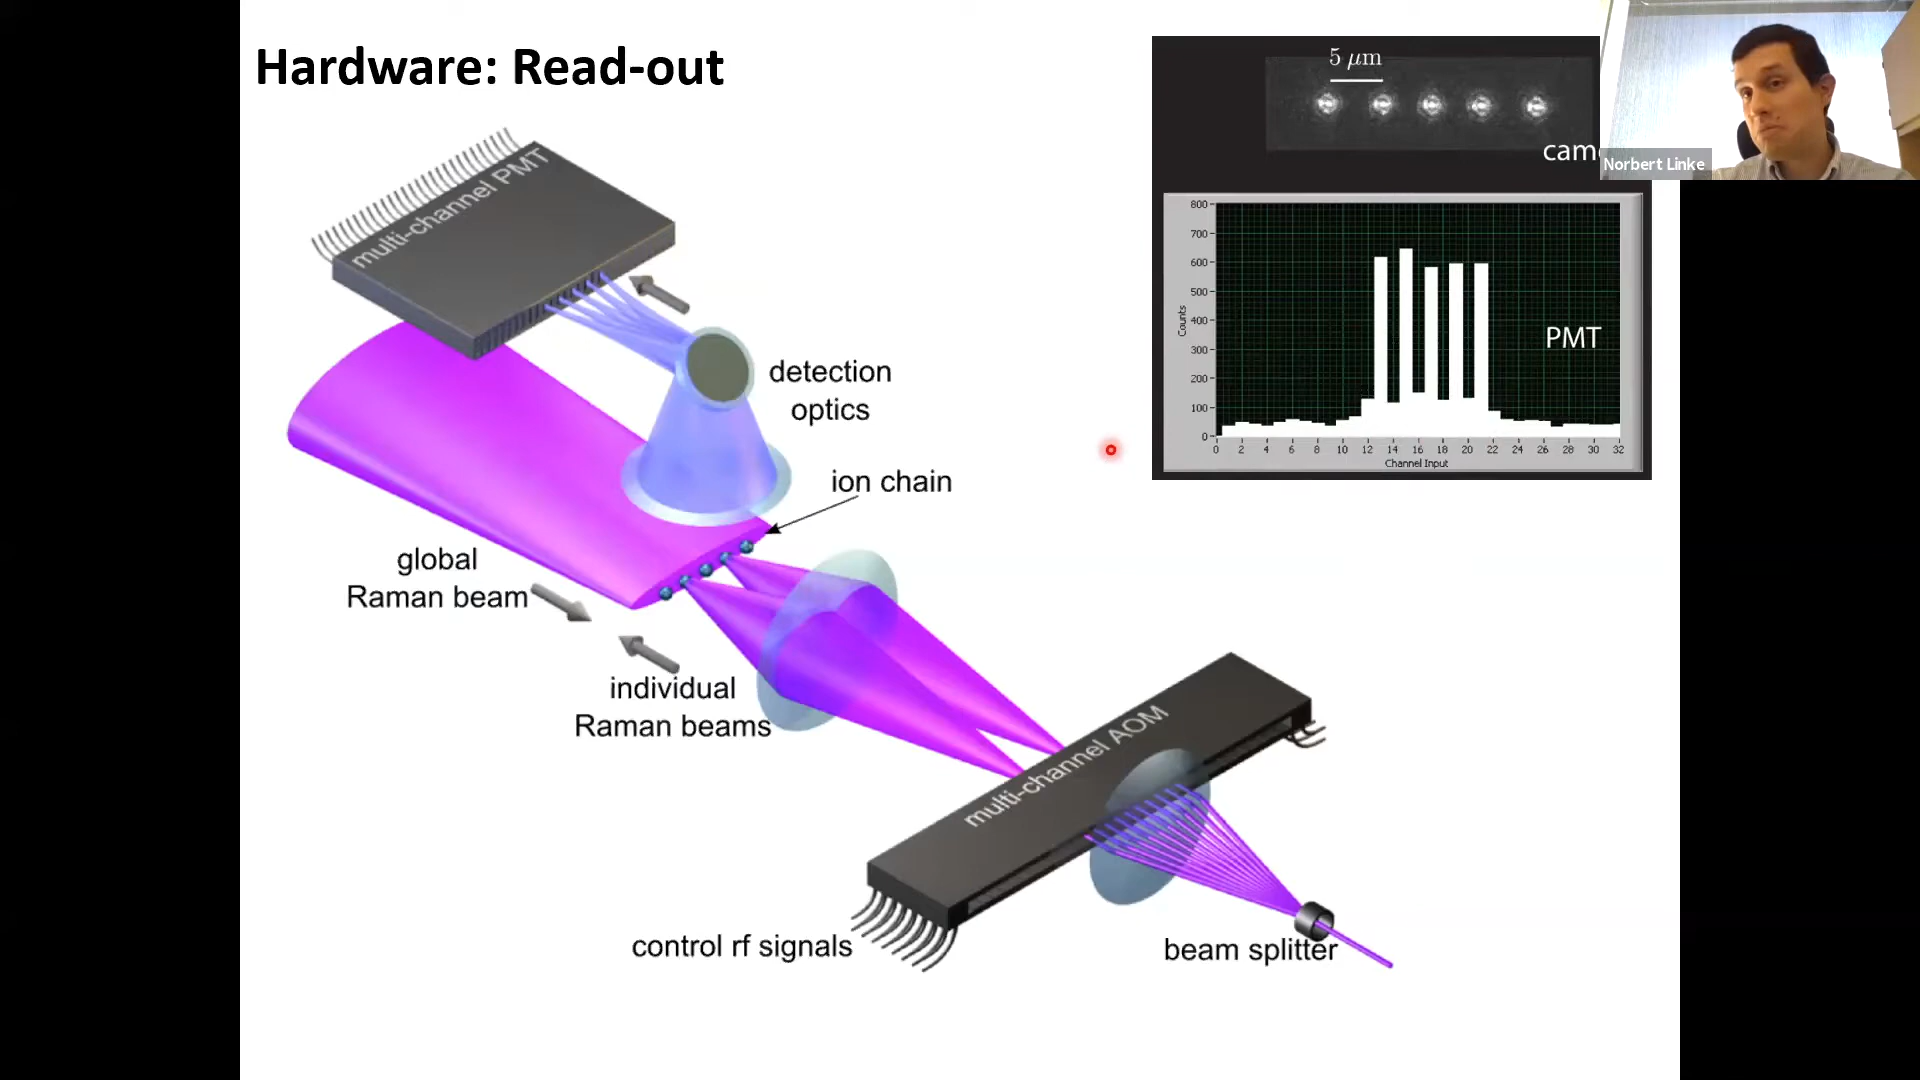 Hardware: Read-out
5 μm
cam
Norbert Linke
multi-channel PMT
800
700
600
500
400
300
200
100
0
Counts
PMT
0 2 4 6 8 10 12 14 16 18 20 22 24 26 28 30 32
Channel Input
detection
optics
ion chain
global
Raman beam
individual
Raman beams
multi-channel AOM
control rf signals
beam splitter